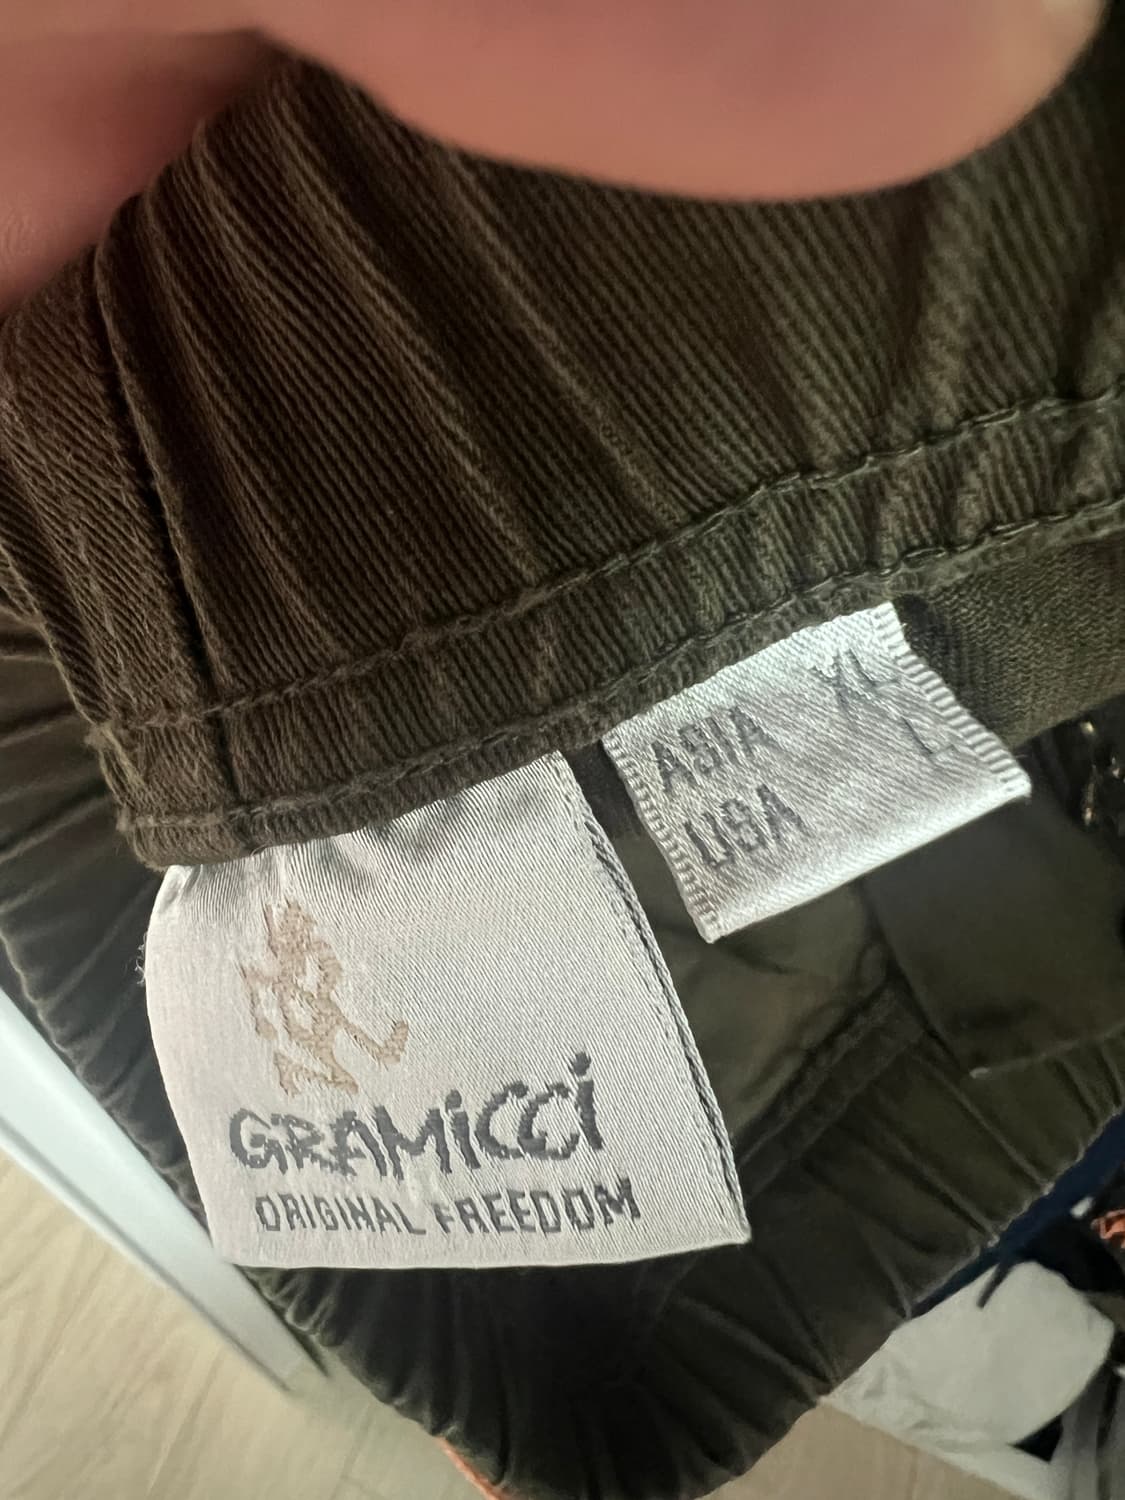 ASIA XL
USA L
GRAMiCCi
ORIGINAL FREEDOM